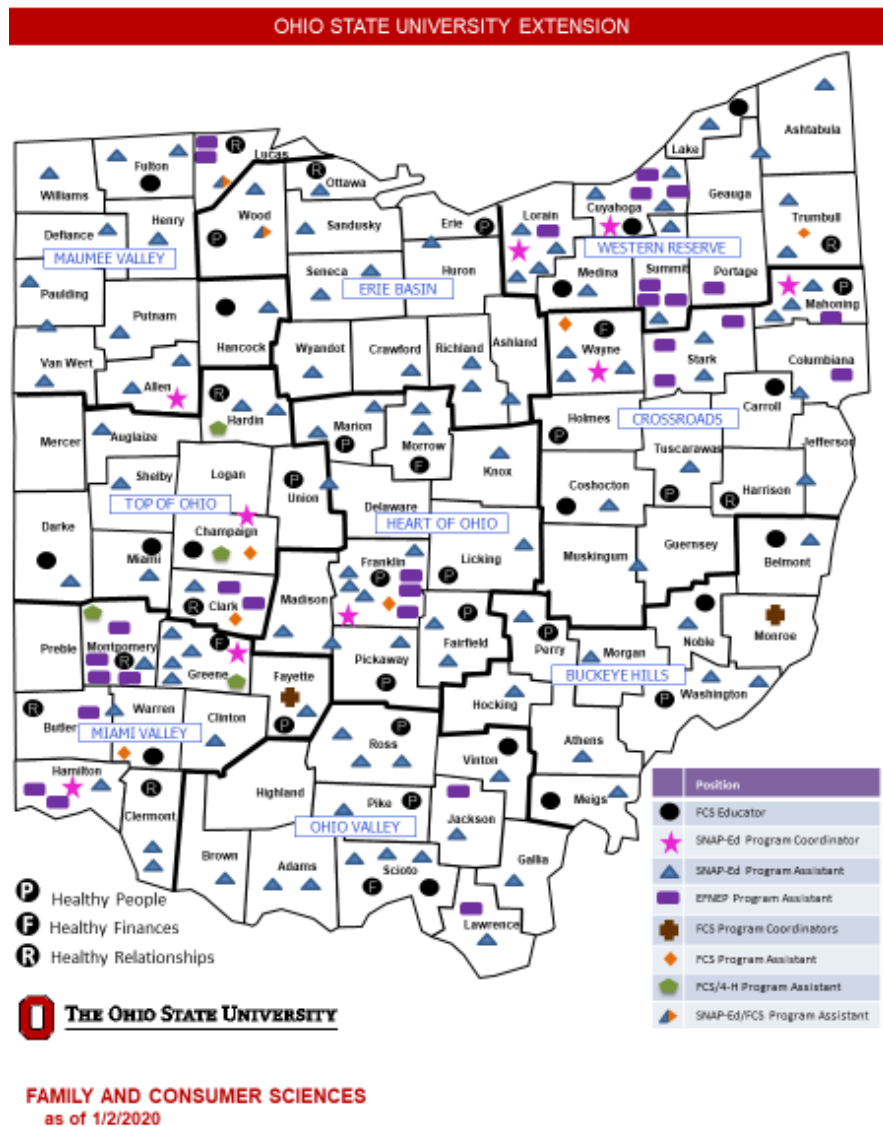 OHIO STATE UNIVERSITY EXTENSION
Ashtabula
Lake
Lucas
Fulton
Ottawa
Geauga
Williams
Cuyahoga
Wood
Henry
Sandusky
Erie
Lorain
Trumbull
Defiance
WESTERN RESERVE
MAUMEE VALLEY
Seneca
Huron
Medina
Summit
Portage
ERIE BASIN
Paulding
Mahoning
Putnam
Hancock
Wyandot
Crawford
Richland
Ashland
Wayne
Stark
Columbiana
Van Wert
Allen
Carroll
Hardin
Holmes
CROSSROADS
Mercer
Auglaize
Marion
Morrow
Tuscarawas
Jefferson
Knox
Shelby
Logan
Union
Coshocton
Harrison
TOP OF OHIO
Delaware
HEART OF OHIO
Darke
Champaign
Muskingum
Guernsey
Belmont
Miami
Franklin
Licking
Clark
Madison
Monroe
Preble
Montgomery
Fairfield
Perry
Noble
Morgan
Pickaway
Greene
Fayette
BUCKEYE HILLS
Washington
Hocking
Butler
Warren
Clinton
MIAMI VALLEY
Ross
Athens
Vinton
Hamilton
Highland
Pike
Meigs
Clermont
OHIO VALLEY
Jackson
Brown
Adams
Scioto
Gallia
Lawrence
Position
FCS Educator
SNAP-Ed Program Coordinator
SNAP-Ed Program Assistant
EFNEP Program Assistant
FCS Program Coordinators
FCS Program Assistant
FCS/4-H Program Assistant
SNAP-Ed/FCS Program Assistant
P Healthy People
F Healthy Finances
R Healthy Relationships
THE OHIO STATE UNIVERSITY
FAMILY AND CONSUMER SCIENCES
as of 1/2/2020